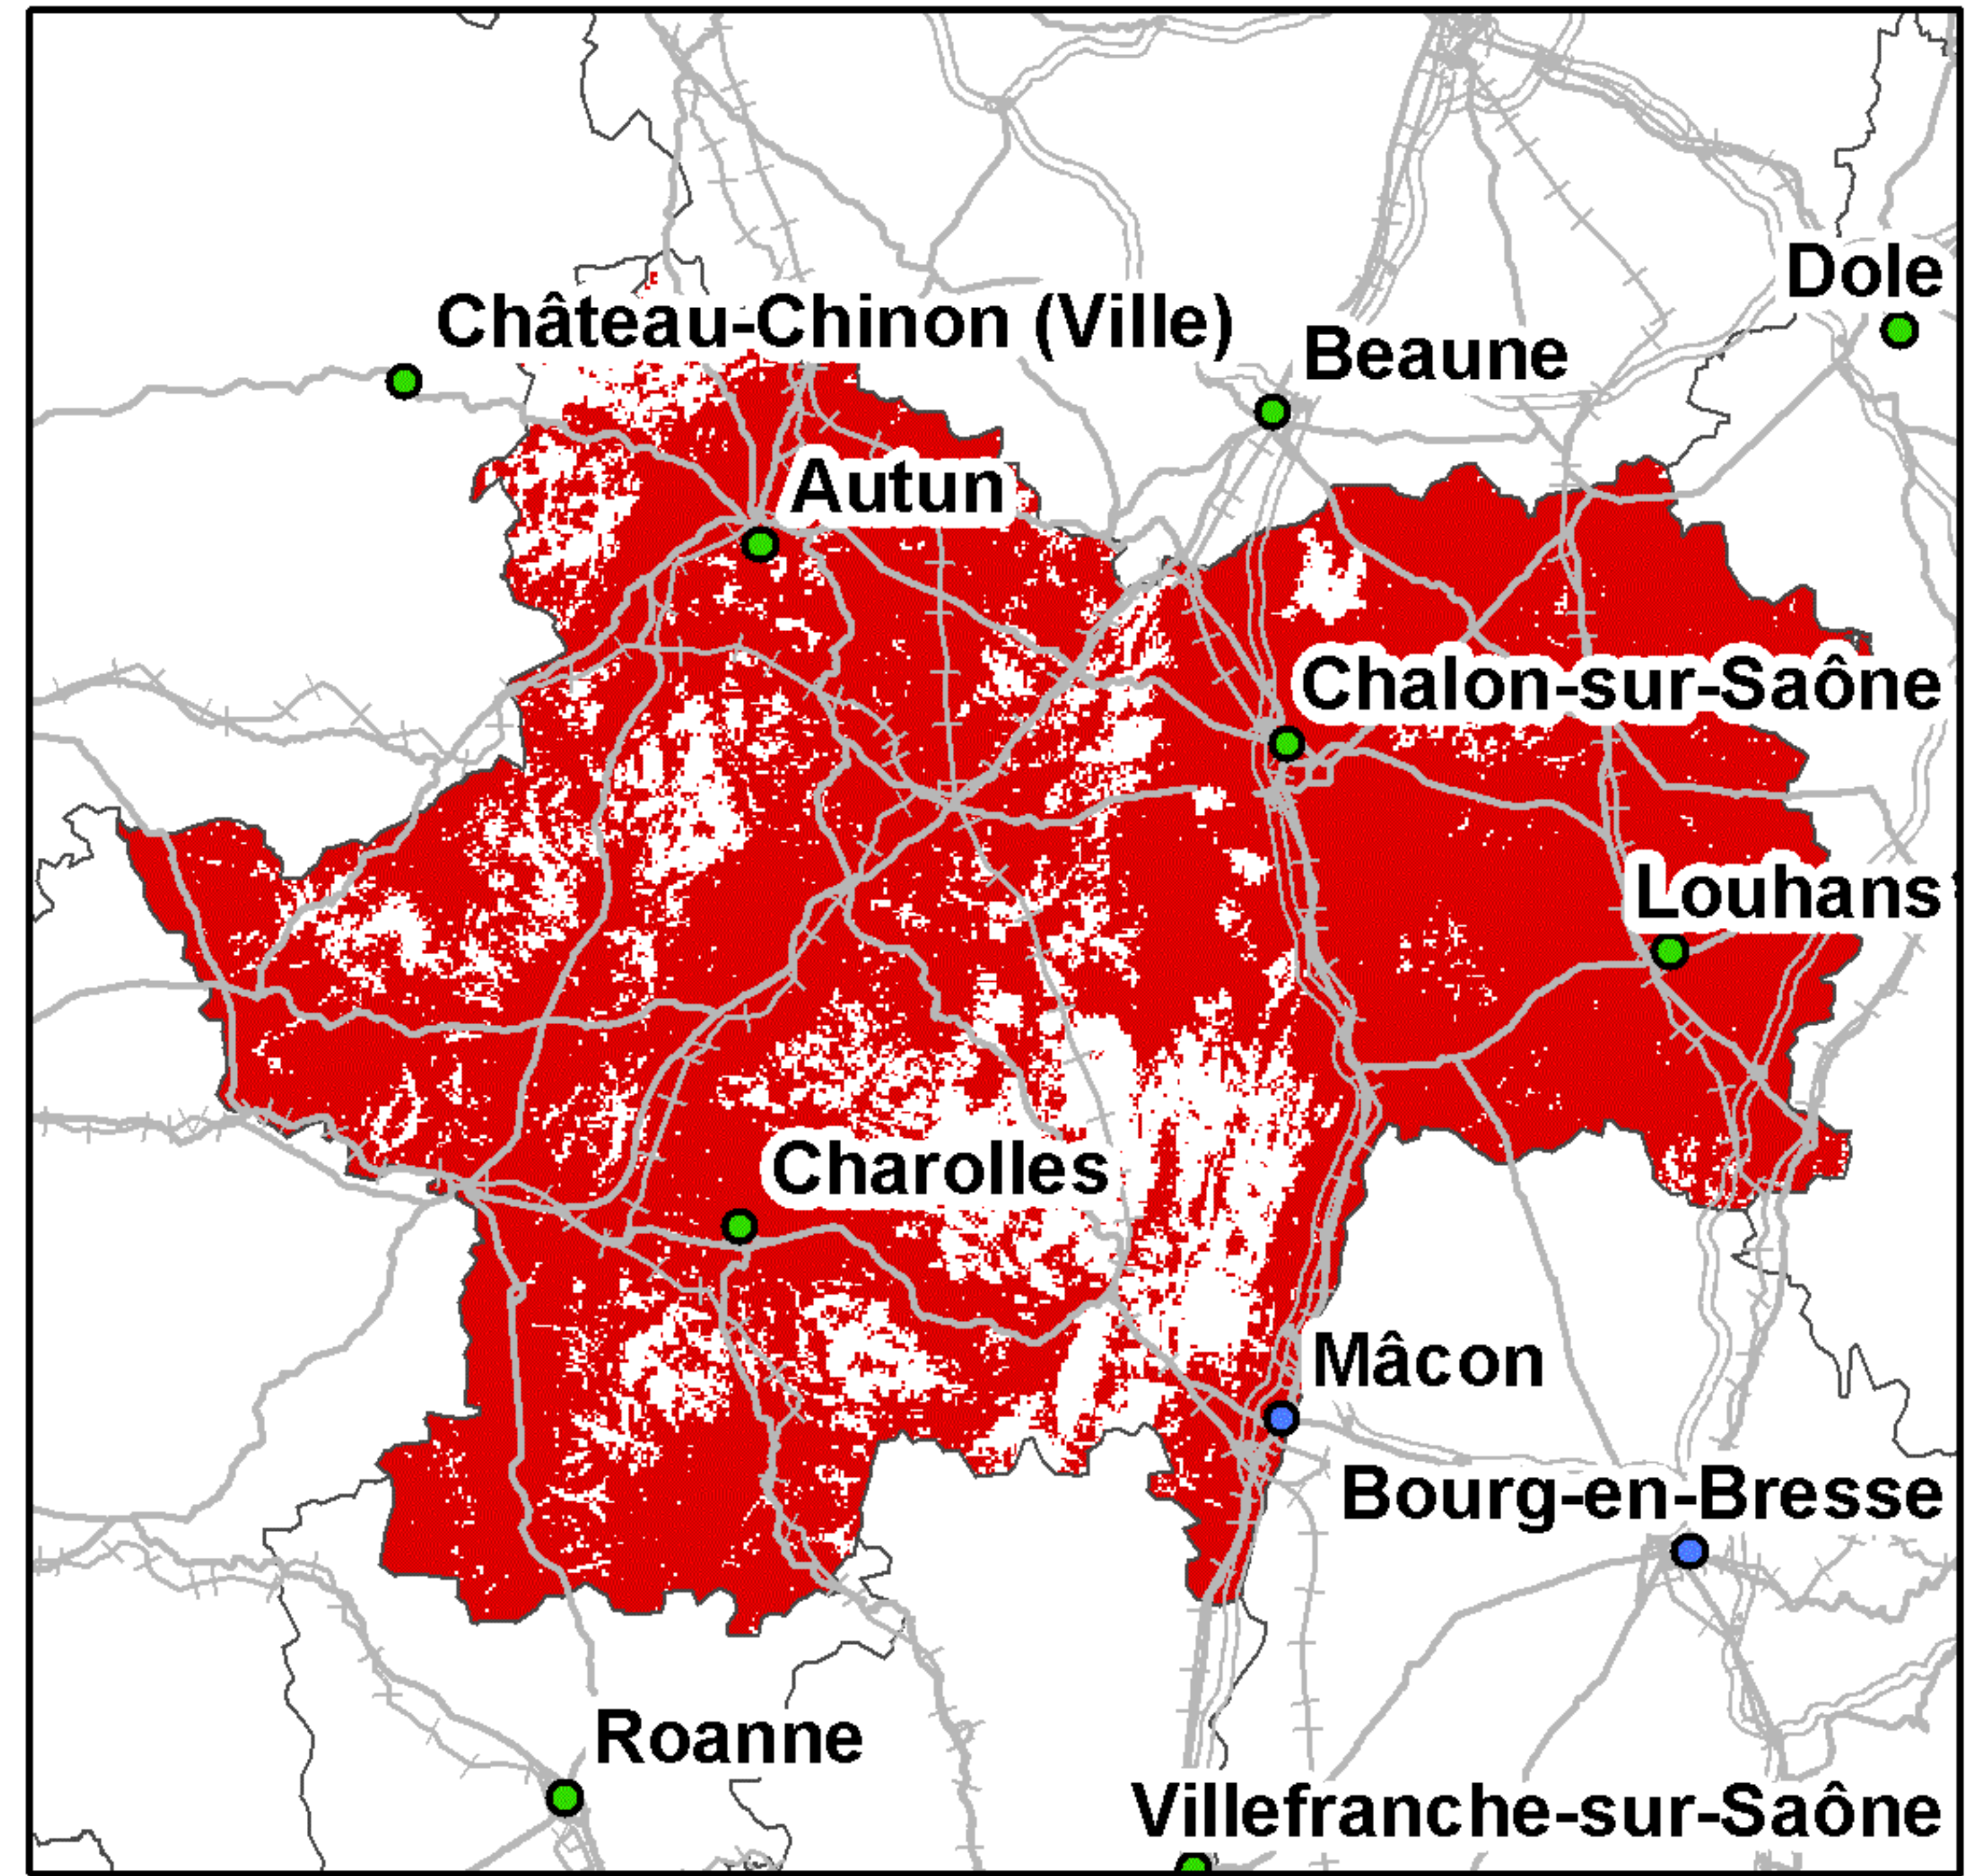 Dole
Château-Chinon (Ville)
Beaune
Autun
Chalon-sur-Saône
Louhans
Charolles
Mâcon
Bourg-en-Bresse
Roanne
Villefranche-sur-Saône